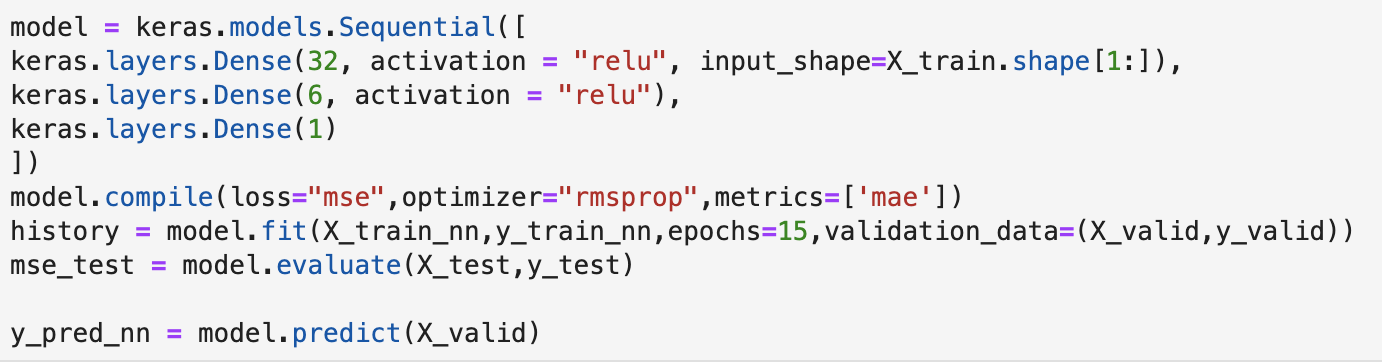 model = keras.models.Sequential([
keras.layers.Dense(32, activation = "relu", input_shape=X_train.shape[1:]),
keras.layers.Dense(6, activation = "relu"),
keras.layers.Dense(1)
])
model.compile(loss="mse",optimizer="rmsprop",metrics=['mae'])
history = model.fit(X_train_nn,y_train_nn,epochs=15,validation_data=(X_valid,y_valid))
mse_test = model.evaluate(X_test,y_test)
y_pred_nn = model.predict(X_valid)